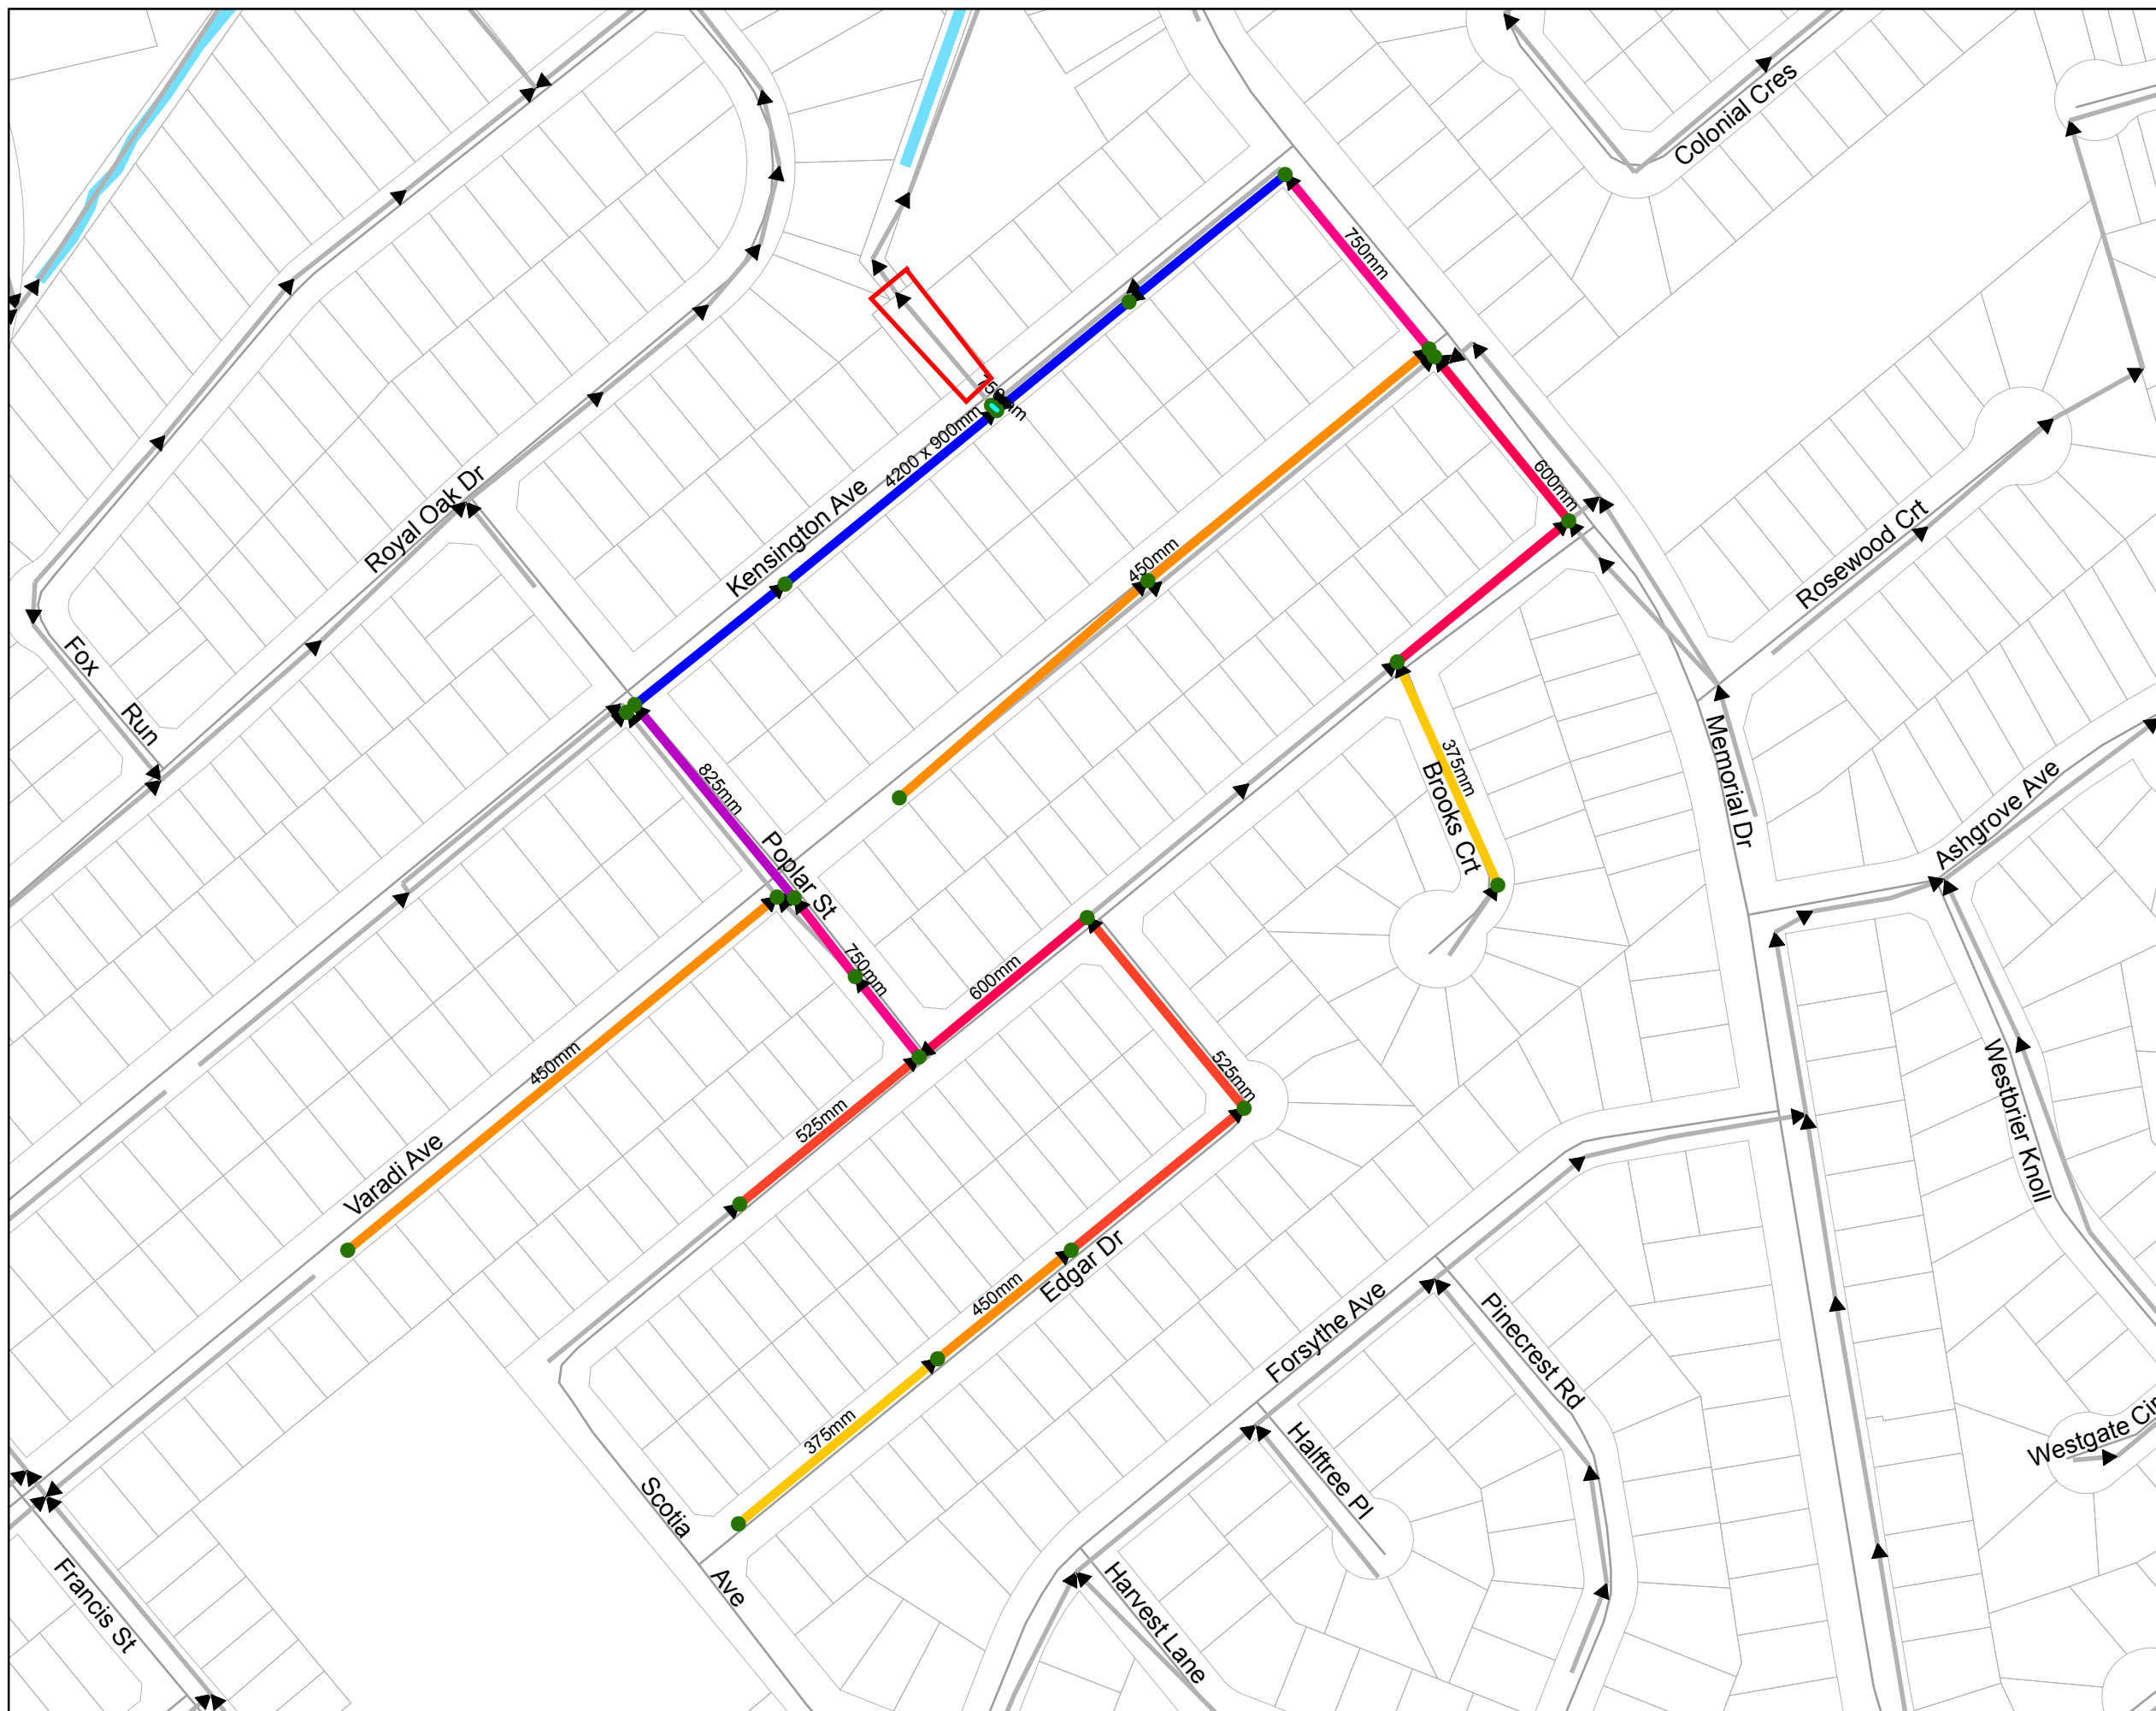 Colonial Cres
750mm
Royal Oak Dr
4200 x 900mm
Kensington Ave
600mm
450mm
Rosewood Crt
Fox
Run
825mm
375mm
Brooks Crt
Memorial Dr
Ashgrove Ave
Poplar St
750mm
600mm
450mm
525mm
525mm
Westbrier Knoll
Varadi Ave
Edgar Dr
450mm
Forsythe Ave
Pinecrest Rd
375mm
Halftree Pl
Westgate Cir
Scotia
Ave
Francis St
Harvest Lane